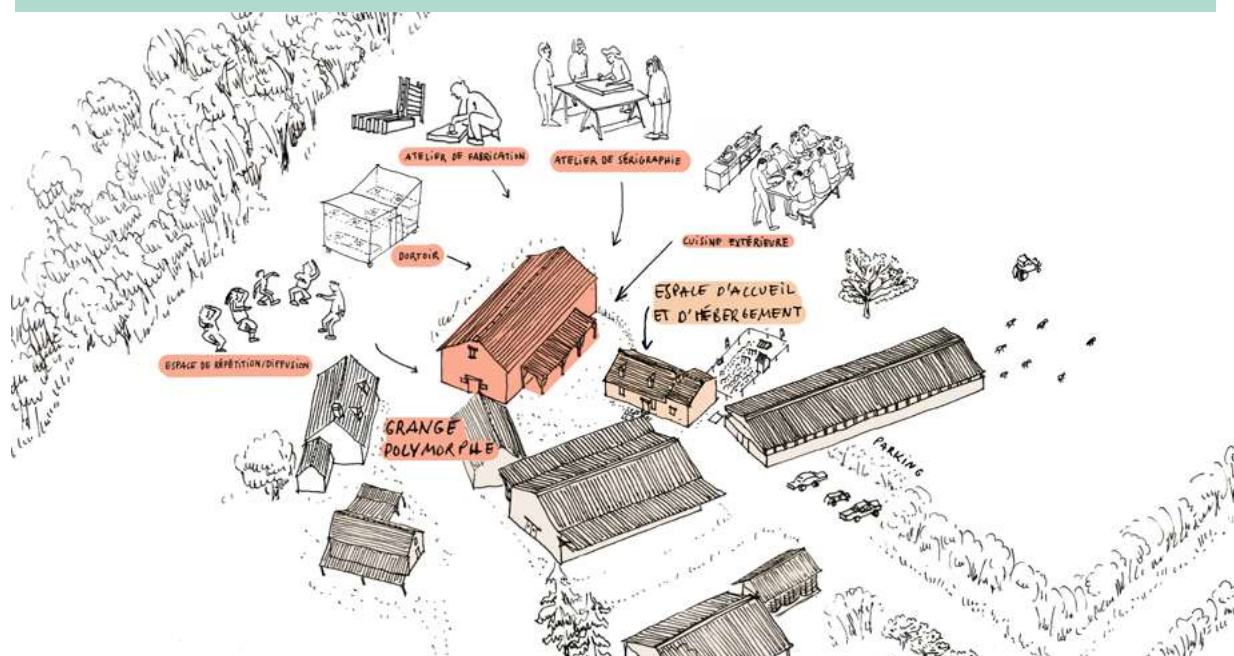 ATELIER DE FABRICATION
ATELIER DE SÉRIGRAPHIE
CUISINE EXTÉRIEURE
DORTOIR
ESPACE D'ACCUEIL
ET D'HÉBERGEMENT
ESPACE DE RÉPÉTITION/DIFFUSION
GRANGE
POLYMORPHE
PARKING